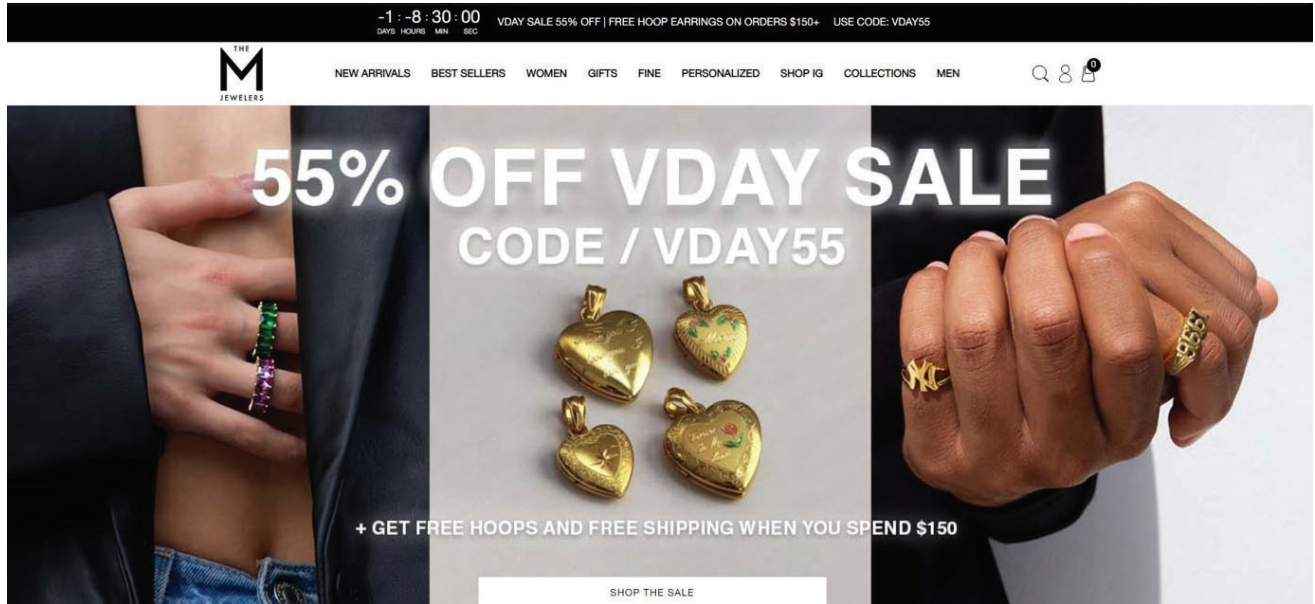 -1 : -8 : 30 : 00
DAYS HOURS MIN SEC
VDAY SALE 55% OFF | FREE HOOP EARRINGS ON ORDERS $150+ USE CODE: VDAY55
THE
M
JEWELERS
NEW ARRIVALS BEST SELLERS WOMEN GIFTS FINE PERSONALIZED SHOP IG COLLECTIONS MEN
0
55% OFF VDAY SALE
CODE / VDAY55
1996
+ GET FREE HOOPS AND FREE SHIPPING WHEN YOU SPEND $150
SHOP THE SALE